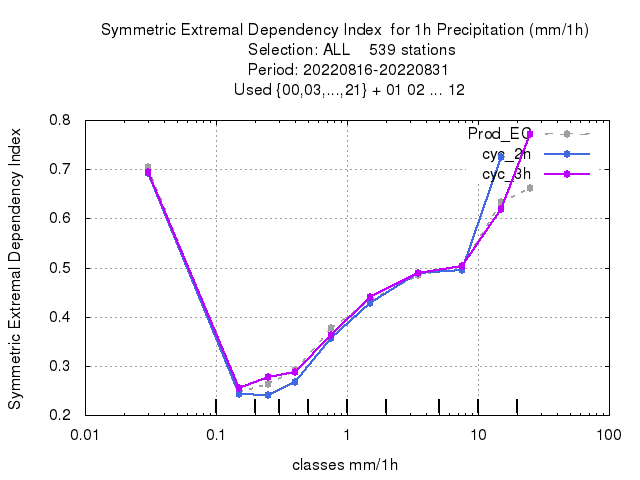 Symmetric Extremal Dependency Index  for 1h Precipitation (mm/1h)
Selection: ALL    539 stations
Period: 20220816-20220831
Used {00,03,...,21} + 01 02 ... 12
Symmetric Extremal Dependency Index
0.8
0.7
0.6
0.5
0.4
0.3
0.2
Prod_EC
cyc_2h
cyc_3h
0.01 0.1 1 10 100
classes mm/1h